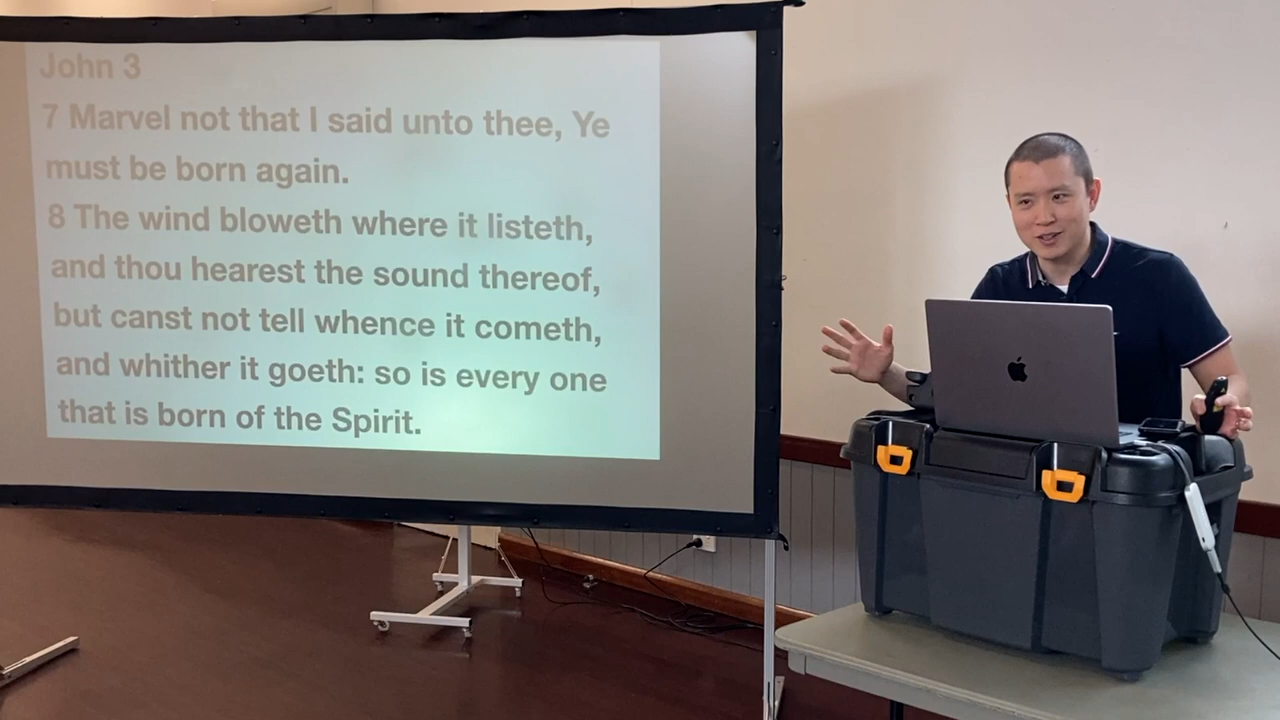 John 3
7 Marvel not that I said unto thee, Ye
must be born again.
8 The wind bloweth where it listeth,
and thou hearest the sound thereof,
but canst not tell whence it cometh,
and whither it goeth: so is every one
that is born of the Spirit.